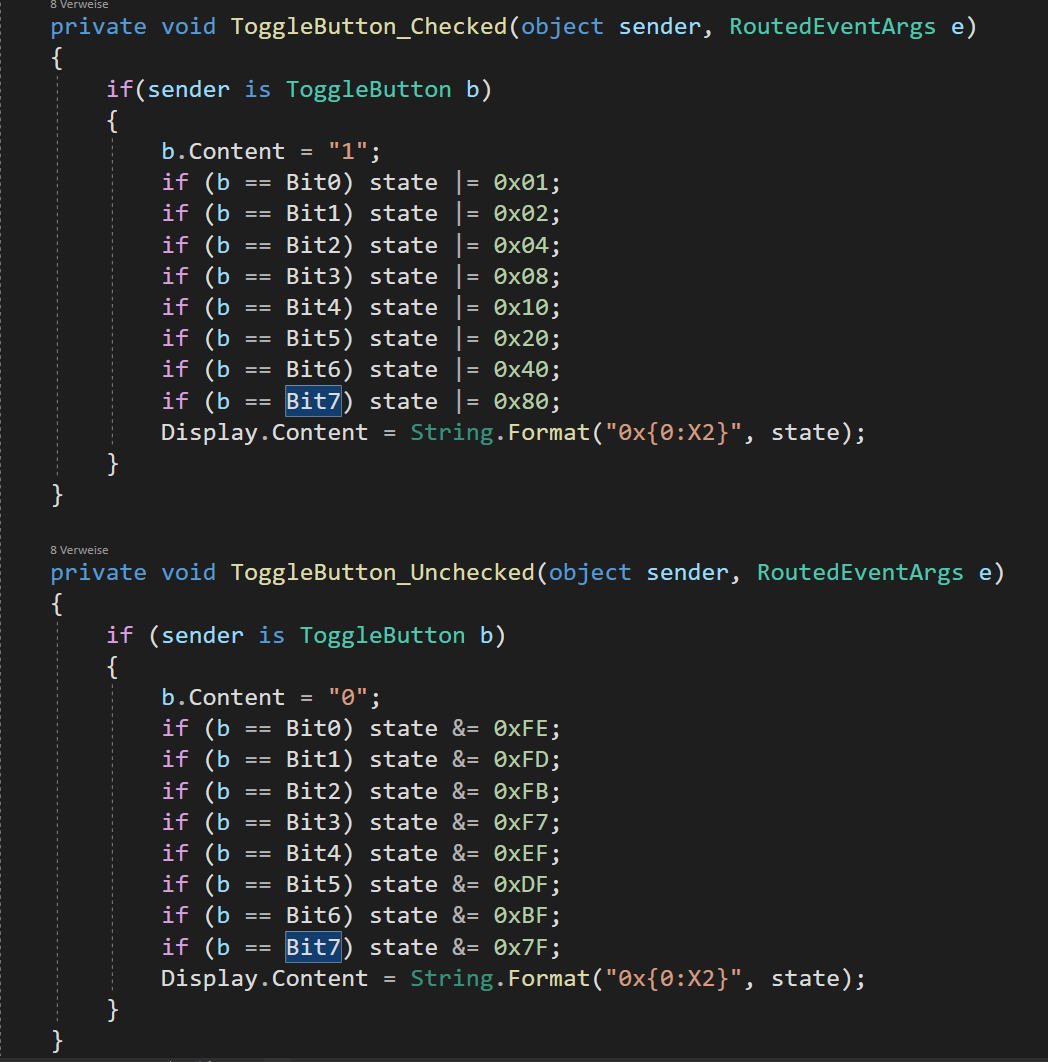 8 Verweise
private void ToggleButton_Checked(object sender, RoutedEventArgs e)
{
if(sender is ToggleButton b)
{
b.Content = "1";
if (b == Bit0) state |= 0x01;
if (b == Bit1) state |= 0x02;
if (b == Bit2) state |= 0x04;
if (b == Bit3) state |= 0x08;
if (b == Bit4) state |= 0x10;
if (b == Bit5) state |= 0x20;
if (b == Bit6) state |= 0x40;
if (b == Bit7) state |= 0x80;
Display.Content = String.Format("0x{0:X2}", state);
}
}
8 Verweise
private void ToggleButton_Unchecked(object sender, RoutedEventArgs e)
{
if (sender is ToggleButton b)
{
b.Content = "0";
if (b == Bit0) state &= 0xFE;
if (b == Bit1) state &= 0xFD;
if (b == Bit2) state &= 0xFB;
if (b == Bit3) state &= 0xF7;
if (b == Bit4) state &= 0xEF;
if (b == Bit5) state &= 0xDF;
if (b == Bit6) state &= 0xBF;
if (b == Bit7) state &= 0x7F;
Display.Content = String.Format("0x{0:X2}", state);
}
}